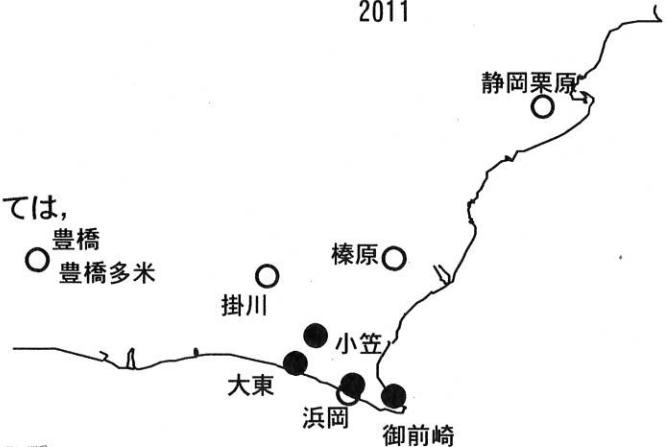 2011
静岡栗原
ては,
豊橋
豊橋多米
榛原
掛川
小笠
大東
浜岡
御前崎